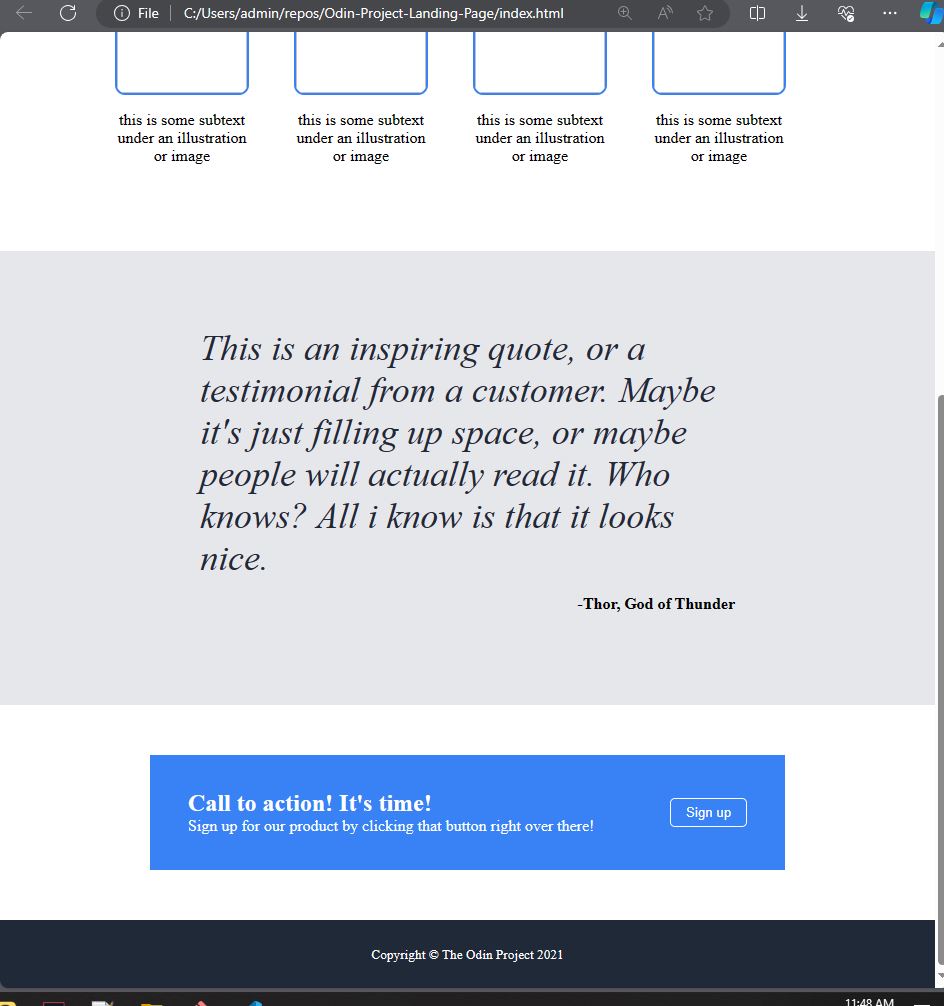 File C:/Users/admin/repos/Odin-Project-Landing-Page/index.html
this is some subtext this is some subtext this is some subtext this is some subtext
under an illustration under an illustration under an illustration under an illustration
or image or image or image or image
This is an inspiring quote, or a
testimonial from a customer. Maybe
it's just filling up space, or maybe
people will actually read it. Who
knows? All i know is that it looks
nice.
-Thor, God of Thunder
Call to action! It's time!
Sign up for our product by clicking that button right over there!
Sign up
Copyright © The Odin Project 2021
11:48 AM